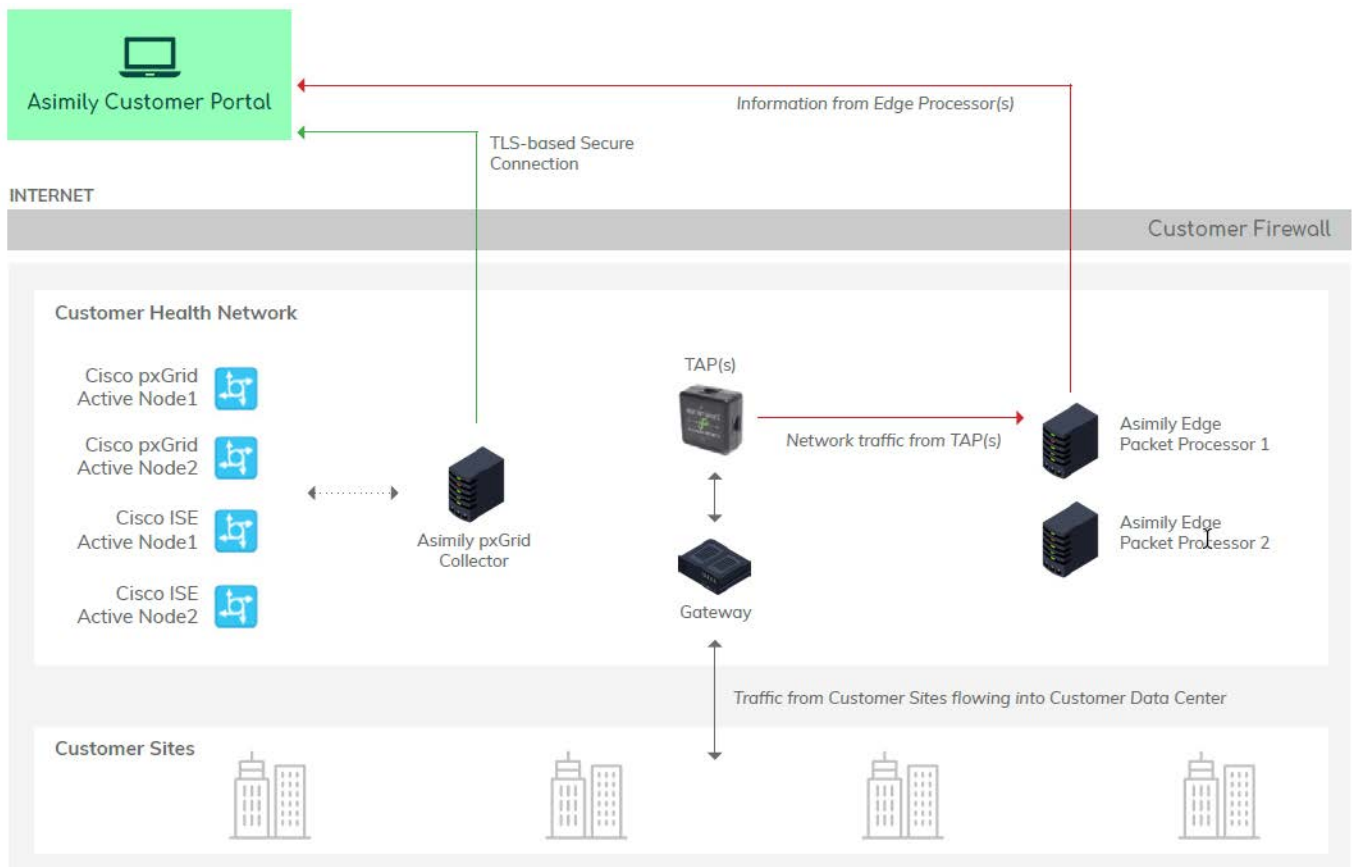 Asimily Customer Portal
Information from Edge Processor(s)
TLS-based Secure
Connection
INTERNET
Customer Firewall
Customer Health Network
Cisco pxGrid
Active Node1
Cisco pxGrid
Active Node2
Cisco ISE
Active Node1
Cisco ISE
Active Node2
Asimily pxGrid
Collector
TAP(s)
Network traffic from TAP(s)
Gateway
Asimily Edge
Packet Processor 1
Asimily Edge
Packet Processor 2
Traffic from Customer Sites flowing into Customer Data Center
Customer Sites